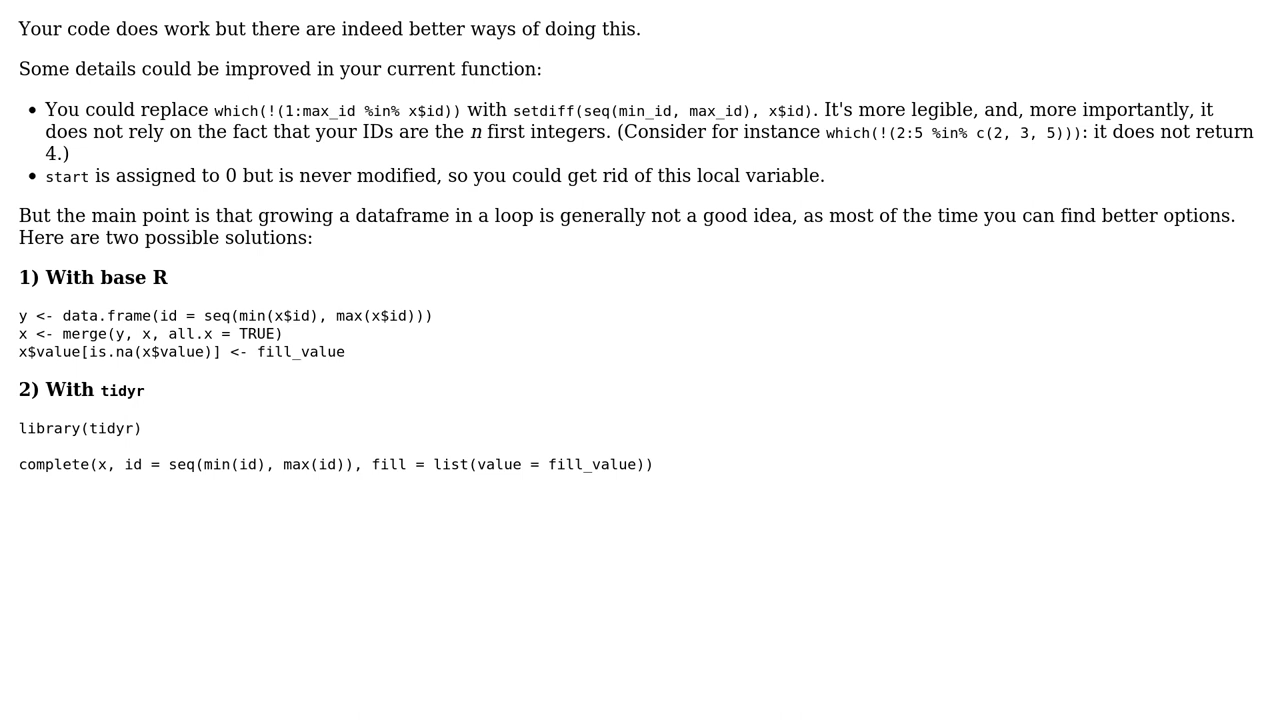 Your code does work but there are indeed better ways of doing this.
Some details could be improved in your current function:
• You could replace which(!(1:max_id %in% x$id)) with setdiff(seq(min_id, max_id), x$id). It's more legible, and, more importantly, it
does not rely on the fact that your IDs are the n first integers. (Consider for instance which(!(2:5 %in% c(2, 3, 5))): it does not return
4.)
• start is assigned to 0 but is never modified, so you could get rid of this local variable.
But the main point is that growing a dataframe in a loop is generally not a good idea, as most of the time you can find better options.
Here are two possible solutions:
1) With base R
y <- data.frame(id = seq(min(x$id), max(x$id)))
x <- merge(y, x, all.x = TRUE)
x$value[is.na(x$value)] <- fill_value
2) With tidyr
library(tidyr)
complete(x, id = seq(min(id), max(id)), fill = list(value = fill_value))